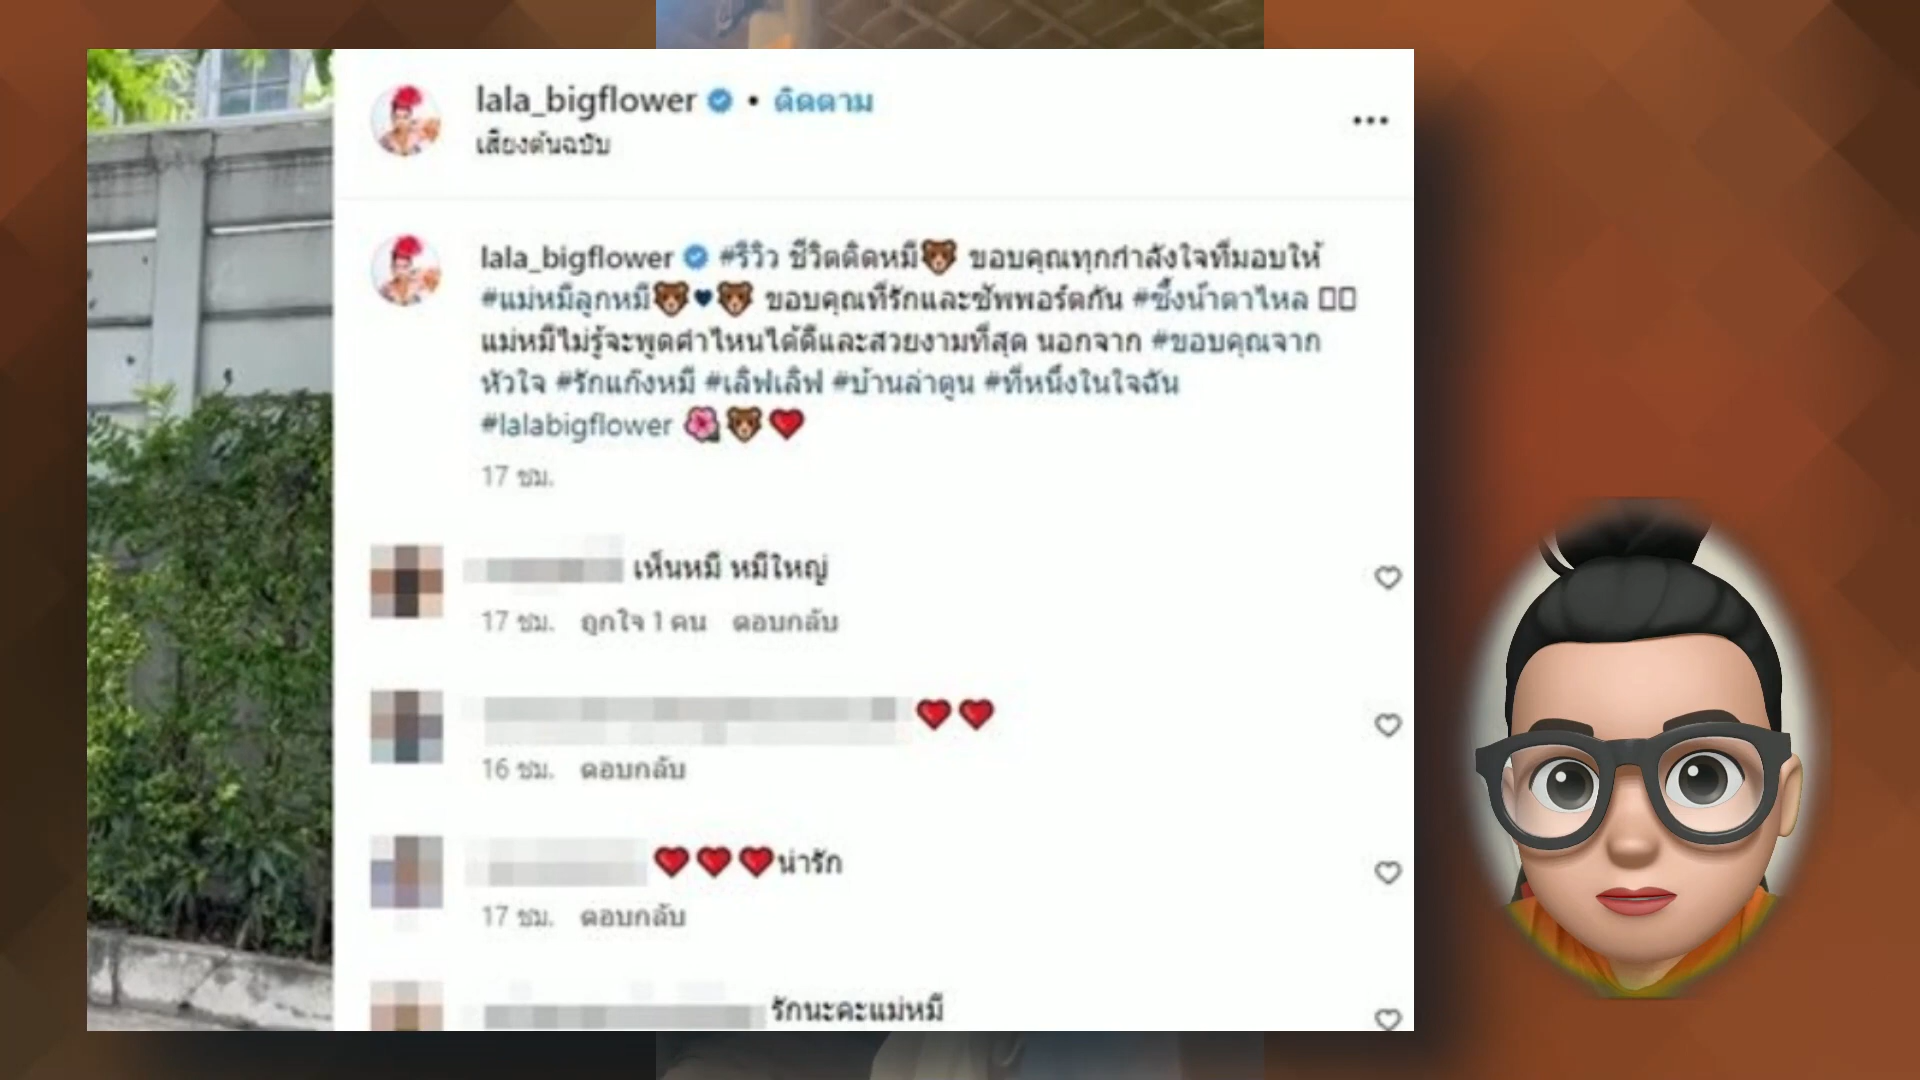 lala_bigflower • ติดตาม
เสียงต้นฉบับ
lala_bigflower #รีวิว ชีวิตติดหมี🐻 ขอบคุณทุกกำลังใจที่มอบให้
#แม่หมีลูกหมี🐻🖤🐻 ขอบคุณที่รักและซัพพอร์ตกัน #ซึ้งน้ำตาไหล
แม่หมีไม่รู้จะพูดคำไหนได้ดีและสวยงามที่สุด นอกจาก #ขอบคุณจาก
หัวใจ #รักแก๊งหมี #เลิฟเลิฟ #บ้านล่าตูน #ที่หนึ่งในใจฉัน
#lalabigflower 🌺🐻❤️
17 ชม.
เห็นหมี หมีใหญ่
17 ชม. ถูกใจ 1 คน ตอบกลับ
❤️❤️
16 ชม. ตอบกลับ
❤️❤️❤️น่ารัก
17 ชม. ตอบกลับ
รักนะคะแม่หมี